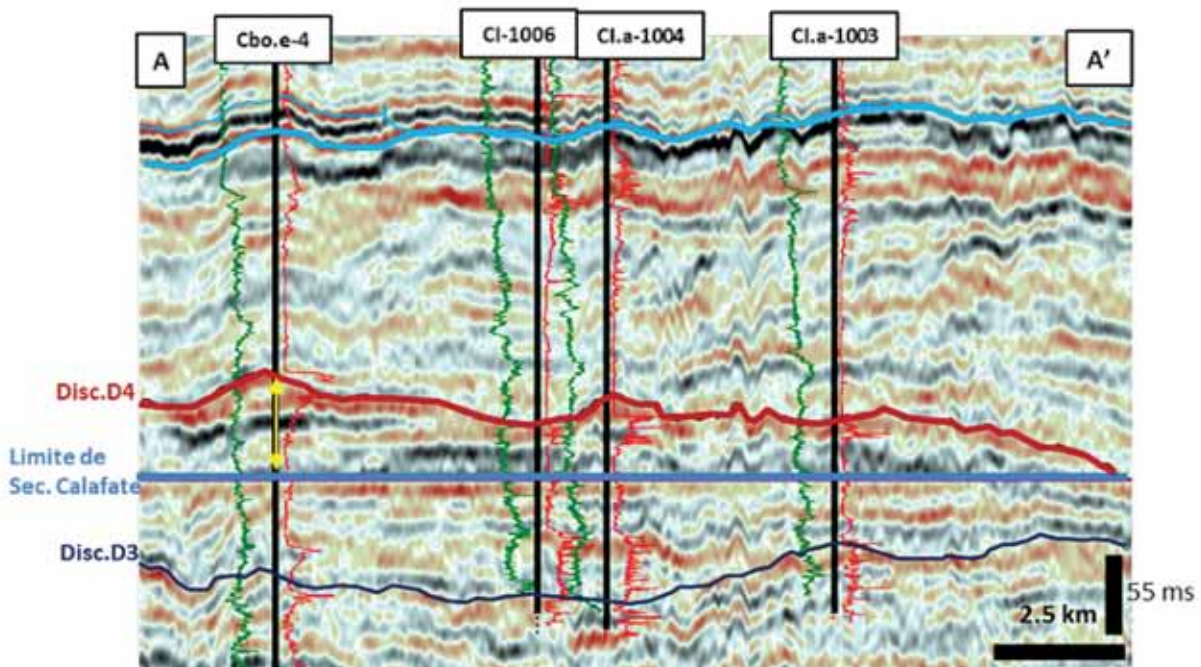 A
Cbo.e-4
Cl-1006
Cl.a-1004
Cl.a-1003
A’
Disc.D4
Limite de
Sec. Calafate
Disc.D3
55 ms
2.5 km